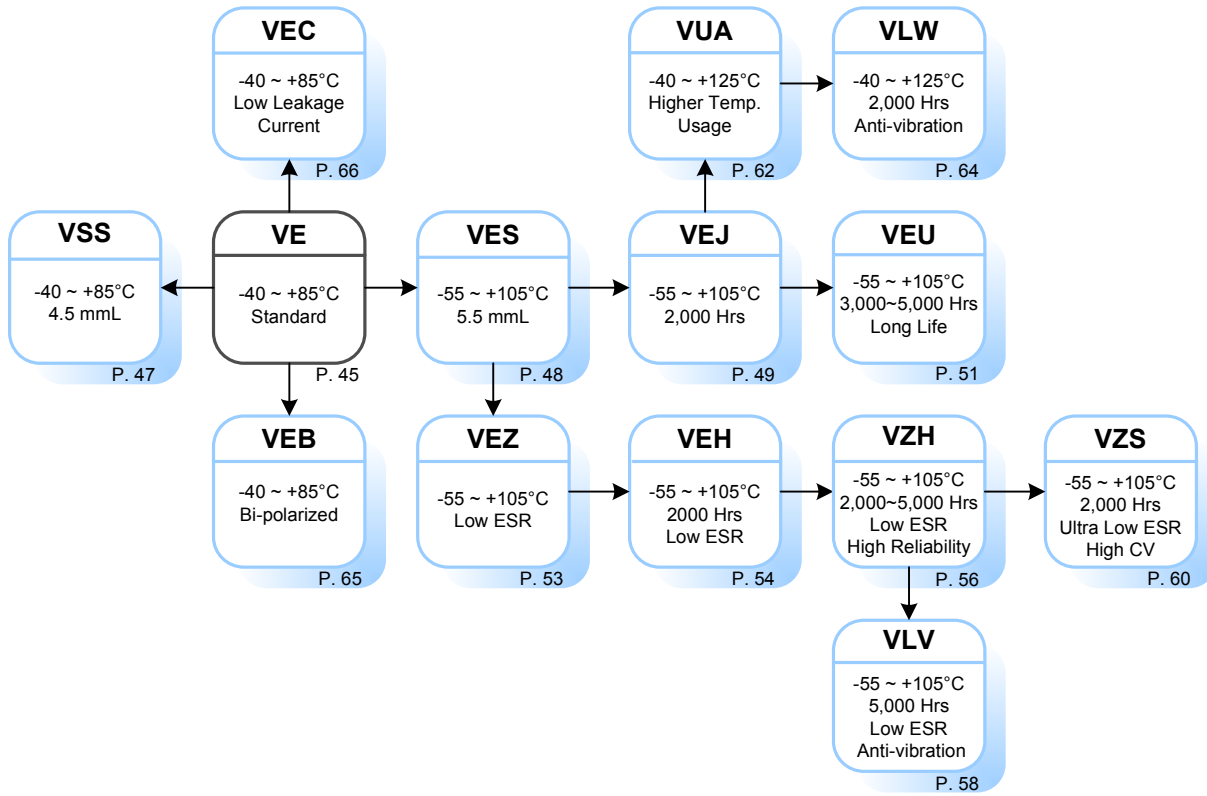 VEC
-40 ~ +85°C
Low Leakage
Current
P. 66
VUA
-40 ~ +125°C
Higher Temp.
Usage
P. 62
VLW
-40 ~ +125°C
2,000 Hrs
Anti-vibration
P. 64
VSS
-40 ~ +85°C
4.5 mmL
P. 47
VE
-40 ~ +85°C
Standard
P. 45
VES
-55 ~ +105°C
5.5 mmL
P. 48
VEJ
-55 ~ +105°C
2,000 Hrs
P. 49
VEU
-55 ~ +105°C
3,000~5,000 Hrs
Long Life
P. 51
VEB
-40 ~ +85°C
Bi-polarized
P. 65
VEZ
-55 ~ +105°C
Low ESR
P. 53
VEH
-55 ~ +105°C
2000 Hrs
Low ESR
P. 54
VZH
-55 ~ +105°C
2,000~5,000 Hrs
Low ESR
High Reliability
P. 56
VZS
-55 ~ +105°C
2,000 Hrs
Ultra Low ESR
High CV
P. 60
VLV
-55 ~ +105°C
5,000 Hrs
Low ESR
Anti-vibration
P. 58